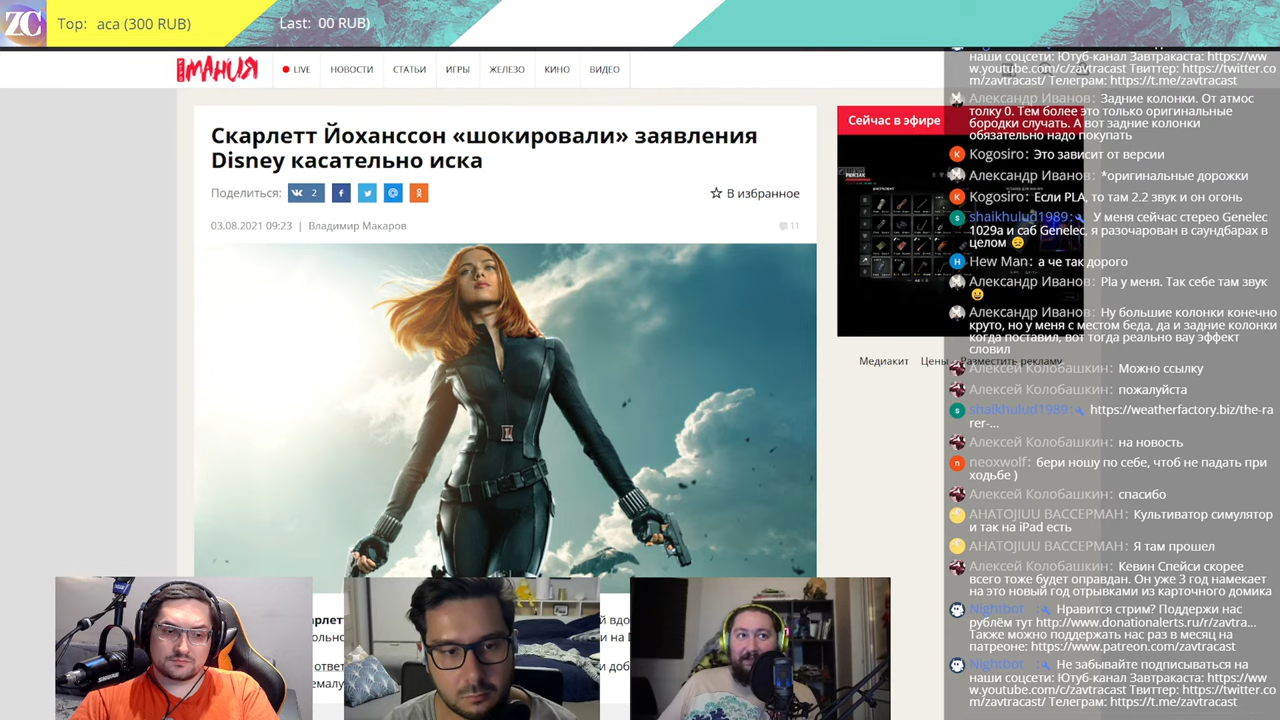 ZC
Top: aca (300 RUB)
Last: 00 RUB)
МАНИЯ
LIVE
НОВОСТИ
СТАТЬИ
ИГРЫ
ЖЕЛЕЗО
КИНО
ВИДЕО
Скарлетт Йоханссон «шокировали» заявления
Disney касательно иска
Поделиться:
2
В избранное
03.08.2021 09:23 | Владимир Макаров
11
Сейчас в эфире
Медиакит Цены Разместить рекламу
наши соцсети: Ютуб-канал Завтракаста: https://ww
w.youtube.com/c/zavtracast Твиттер: https://twitter.co
m/zavtracast/ Телеграм: https://t.me/zavtracast
Александр Иванов: Задние колонки. От атмос
толку 0. Тем более это только оригинальные
бородки случать. А вот задние колонки
обязательно надо покупать
Kogosiro: Это зависит от версии
Александр Иванов: *оригинальные дорожки
Kogosiro: Если PLA, то там 2.2 звук и он огонь
shaikhulud1989: У меня сейчас стерео Genelec
1029a и саб Genelec, я разочарован в саундбарах в
целом
Hew Man: а че так дорого
Александр Иванов: Pla у меня. Так себе там звук
Александр Иванов: Ну большие колонки конечно
круто, но у меня с местом беда, да и задние колонки
когда поставил, вот тогда реально вау эффект
словил
Алексей Колобашкин: Можно ссылку
Алексей Колобашкин: пожалуйста
shaikhulud1989: https://weatherfactory.biz/the-ra
rer-...
Алексей Колобашкин: на новость
neoxwolf: бери ношу по себе, чтоб не падать при
ходьбе )
Алексей Колобашкин: спасибо
AHATOJIUU BACCEPMAH: Культиватор симулятор
и так на iPad есть
AHATOJIUU BACCEPMAH: Я там прошел
Алексей Колобашкин: Кевин Спейси скорее
всего тоже будет оправдан. Он уже 3 год намекает
на это новый год отрывками из карточного домика
Nightbot: Нравится стрим? Поддержи нас
рублём тут http://www.donationalerts.ru/r/zavtra...
Также можно поддержать нас раз в месяц на
патреоне: https://www.patreon.com/zavtracast
Nightbot: Не забывайте подписываться на
наши соцсети: Ютуб-канал Завтракаста: https://ww
w.youtube.com/c/zavtracast Твиттер: https://twitter.co
m/zavtracast/ Телеграм: https://t.me/zavtracast